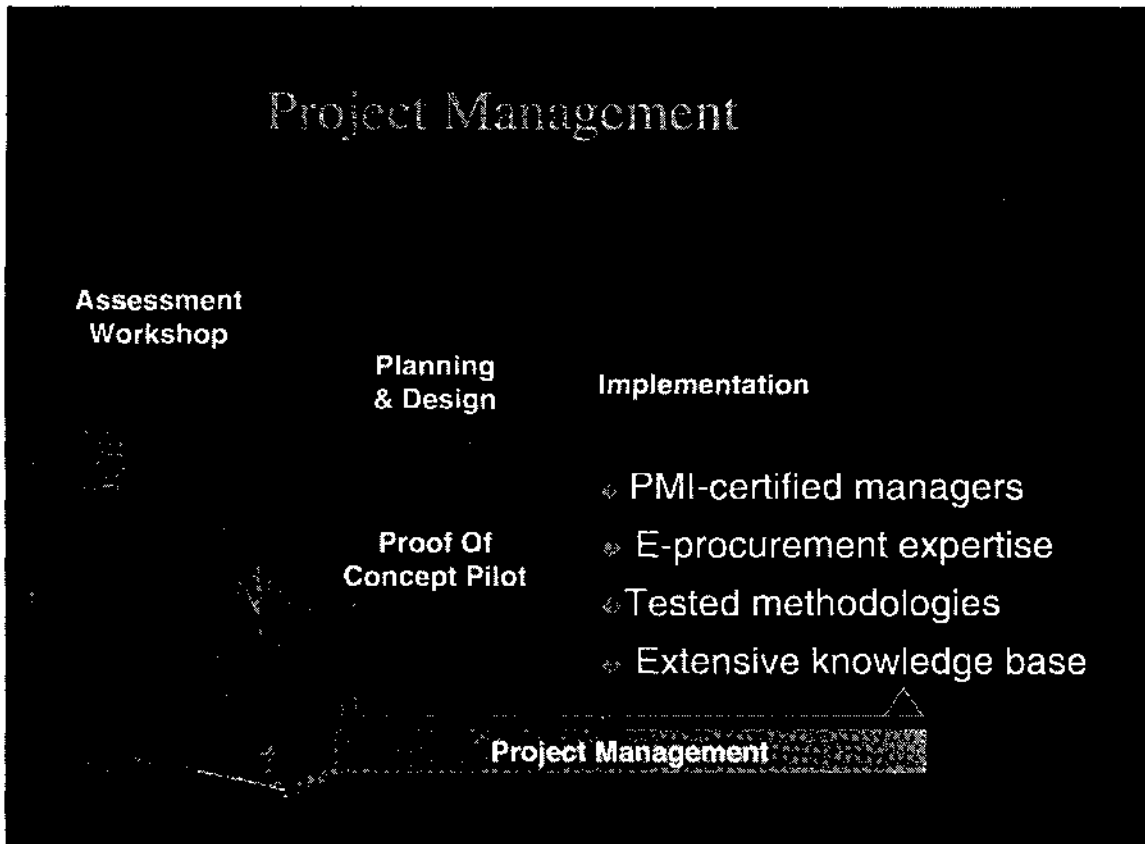 Project Management
Assessment
Workshop
Planning
& Design
Implementation
Proof Of
Concept Pilot
PMI-certified managers
E-procurement expertise
Tested methodologies
Extensive knowledge base
Project Management